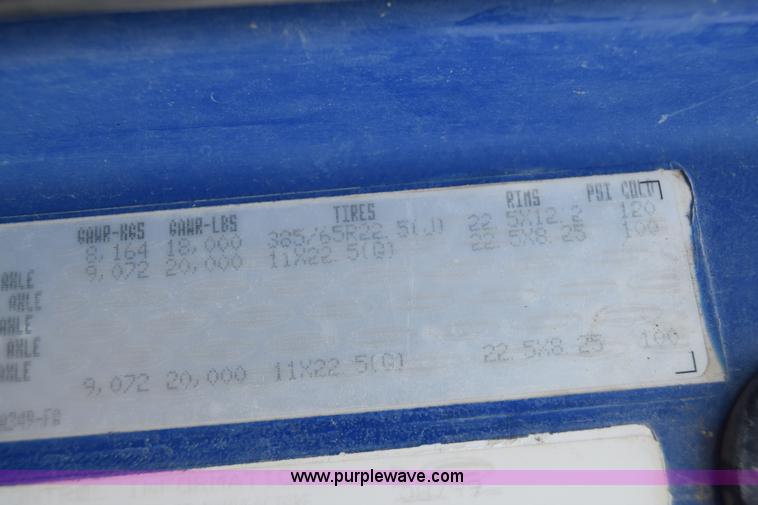 GAWR-KGS GAWR-LBS TIRES RIMS PSI COLD
8,164 18,000 385/65R22.5(J) 22.5X12.2 120
9,072 20,000 11X22.5(G) 22.5X8.25 100
AXLE
AXLE
AXLE
AXLE
AXLE 9,072 20,000 11X22.5(G) 22.5X8.25 100
www.purplewave.com